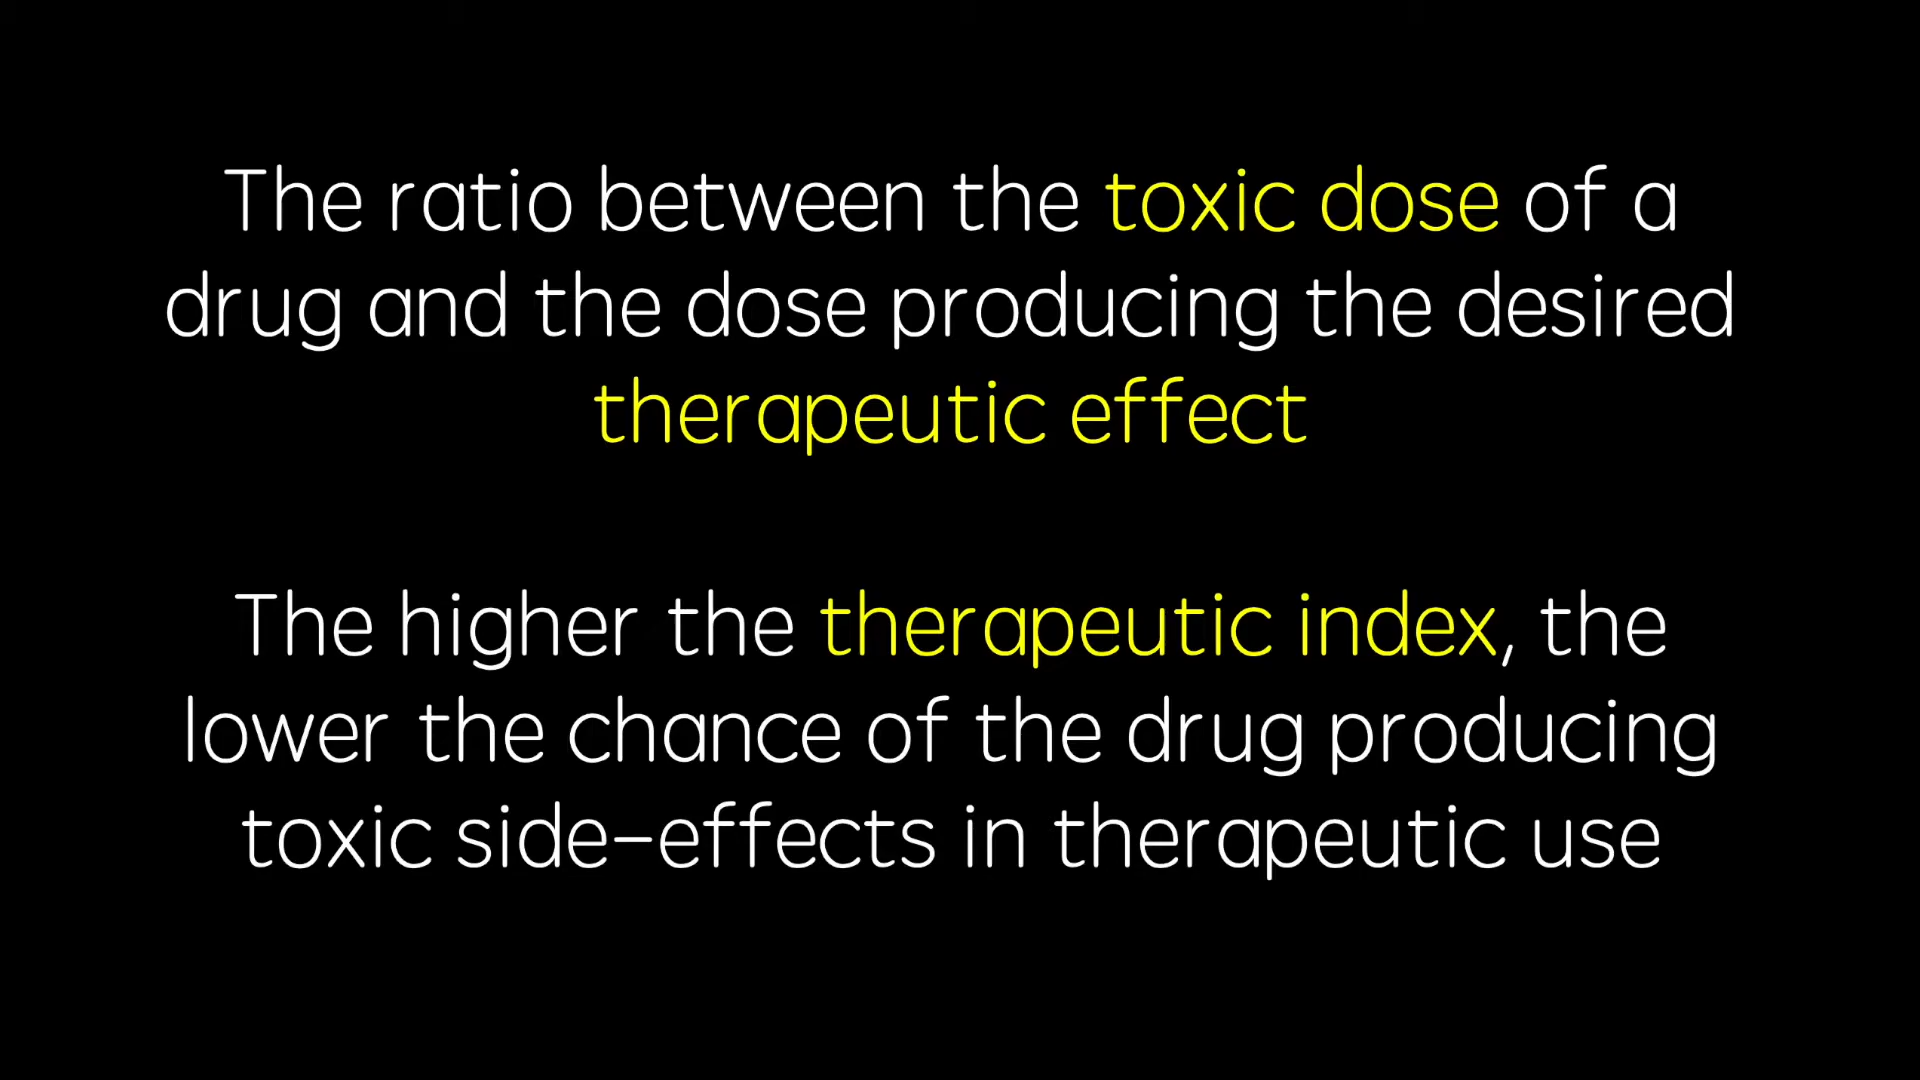 The ratio between the toxic dose of a
drug and the dose producing the desired
therapeutic effect
The higher the therapeutic index, the
lower the chance of the drug producing
toxic side-effects in therapeutic use